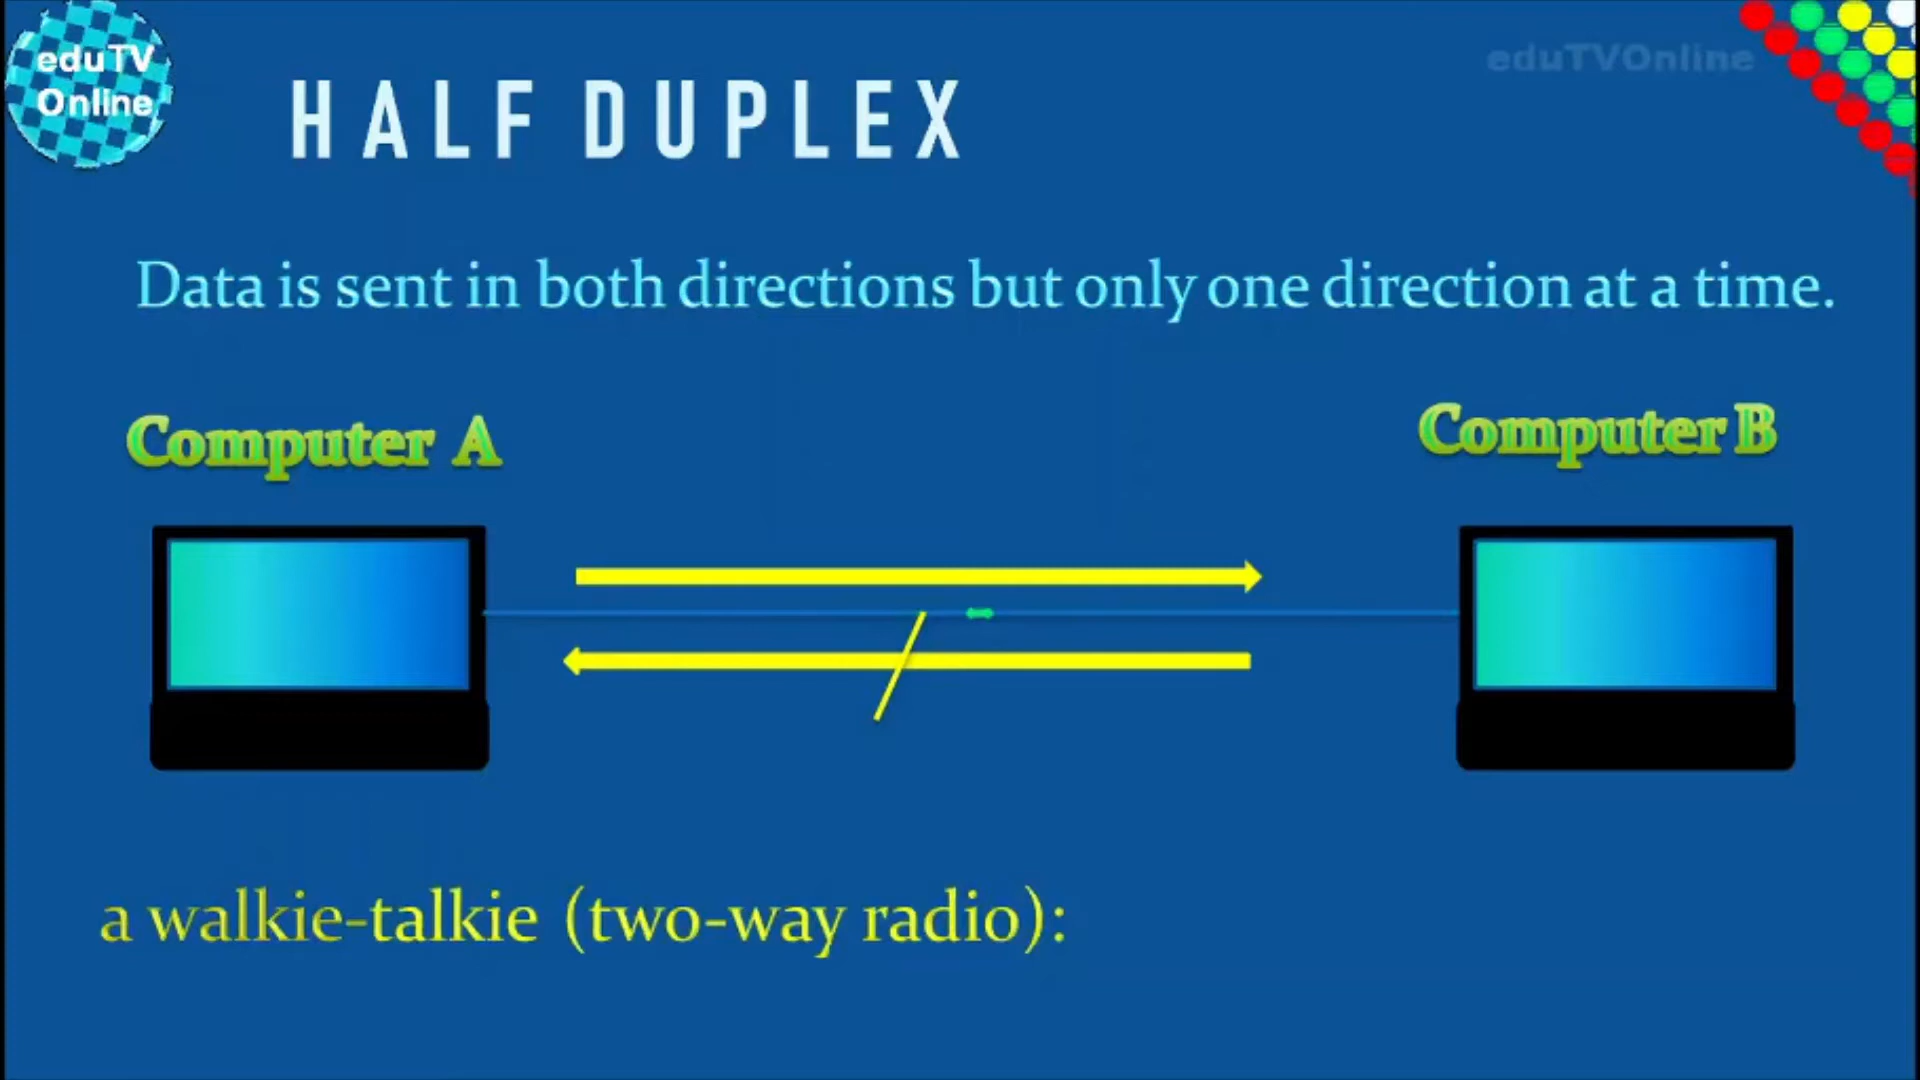 eduTV
Online
eduTVOnline
HALF DUPLEX
Data is sent in both directions but only one direction at a time.
Computer A
Computer B
a walkie-talkie (two-way radio):